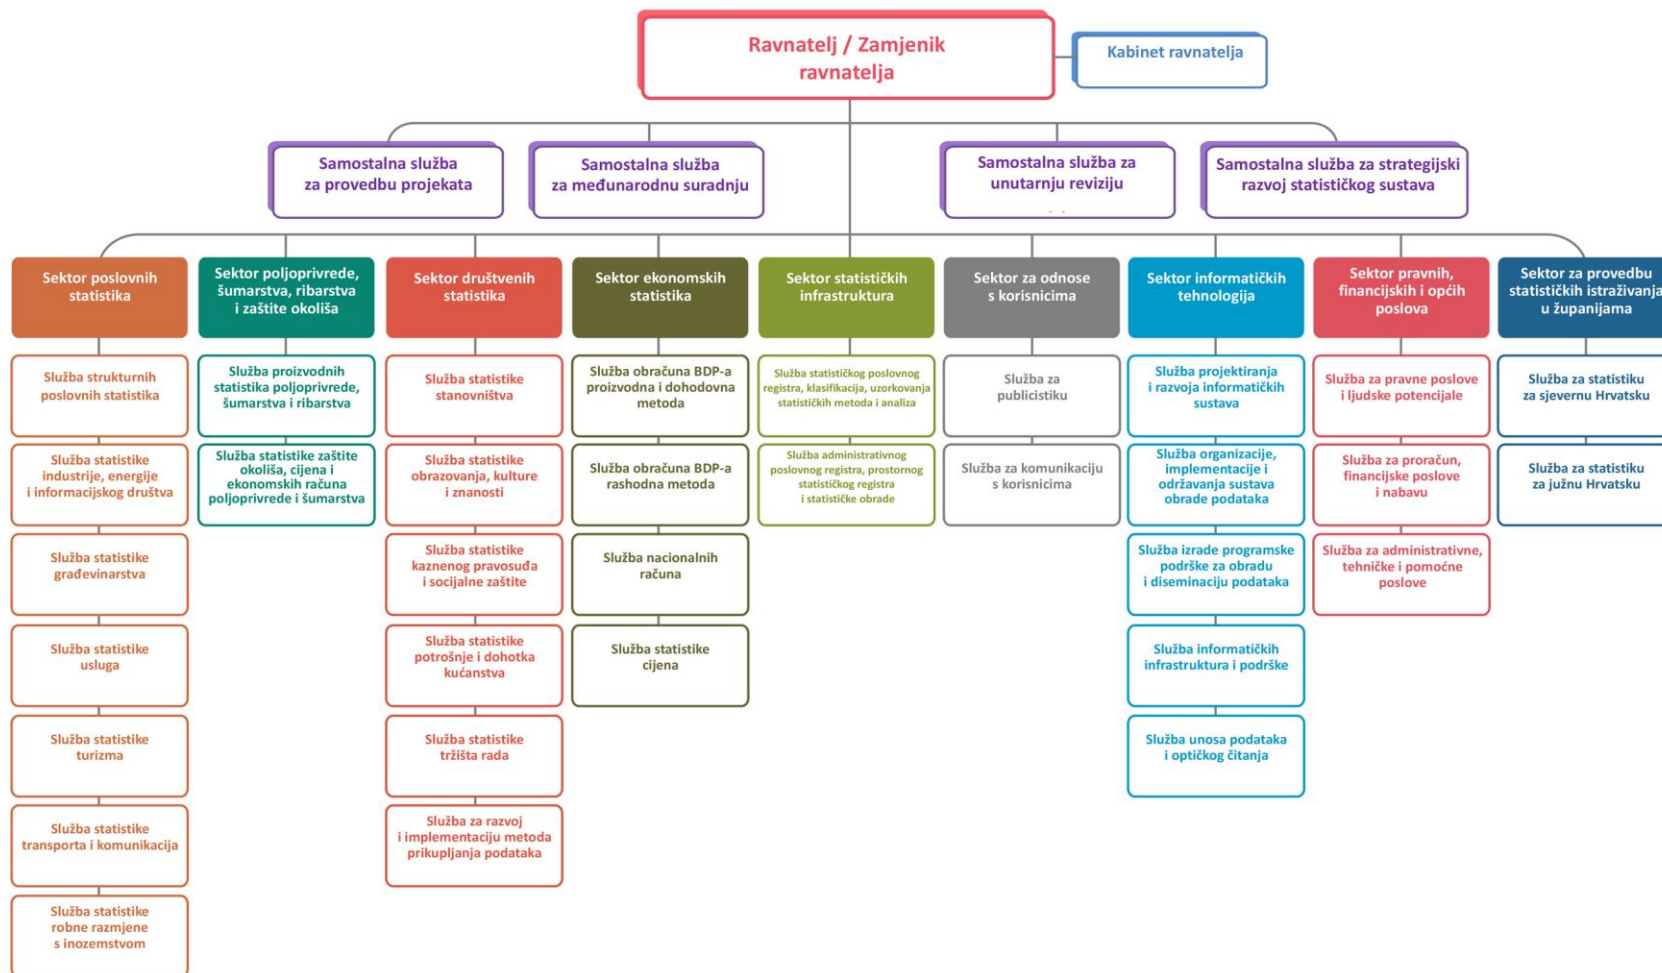 Ravnatelj / Zamjenik
ravnatelja
Kabinet ravnatelja
Samostalna služba
za provedbu projekata
Samostalna služba
za međunarodnu suradnju
Samostalna služba za
unutarnju reviziju
Samostalna služba za strategijski
razvoj statističkog sustava
Sektor poslovnih
statistika
Sektor poljoprivrede,
šumarstva, ribarstva
i zaštite okoliša
Sektor društvenih
statistika
Sektor ekonomskih
statistika
Sektor statističkih
infrastruktura
Sektor za odnose
s korisnicima
Sektor informatičkih
tehnologija
Sektor pravnih,
financijskih i općih
poslova
Sektor za provedbu
statističkih istraživanja
u županijama
Služba strukturnih
poslovnih statistika
Služba statistike
industrije, energije
i informacijskog društva
Služba statistike
građevinarstva
Služba statistike
usluga
Služba statistike
turizma
Služba statistike
transporta i komunikacija
Služba statistike
robne razmjene
s inozemstvom
Služba proizvodnih
statistika poljoprivrede,
šumarstva i ribarstva
Služba statistike zaštite
okoliša, cijena i
ekonomskih računa
poljoprivrede i šumarstva
Služba statistike
stanovništva
Služba statistike
obrazovanja, kulture
i znanosti
Služba statistike
kaznenog pravosuđa
i socijalne zaštite
Služba statistike
potrošnje i dohotka
kućanstva
Služba statistike
tržišta rada
Služba za razvoj
i implementaciju metoda
prikupljanja podataka
Služba obračuna BDP-a
proizvodna i dohodovna
metoda
Služba obračuna BDP-a
rashodna metoda
Služba nacionalnih
računa
Služba statistike
cijena
Služba statističkog poslovnog
registra, klasifikacija, uzorkovanja
statističkih metoda i analiza
Služba administrativnog
poslovnog registra, prostornog
statističkog registra
i statističke obrade
Služba za
publicistiku
Služba za komunikaciju
s korisnicima
Služba projektiranja
i razvoja informatičkih
sustava
Služba organizacije,
implementacije i
održavanja sustava
obrade podataka
Služba izrade programske
podrške za obradu
i diseminaciju podataka
Služba informatičkih
infrastruktura i podrške
Služba unosa podataka
i optičkog čitanja
Služba za pravne poslove
i ljudske potencijale
Služba za proračun,
financijske poslove
i nabavu
Služba za administrativne,
tehničke i pomoćne
poslove
Služba za statistiku
za sjevernu Hrvatsku
Služba za statistiku
za južnu Hrvatsku